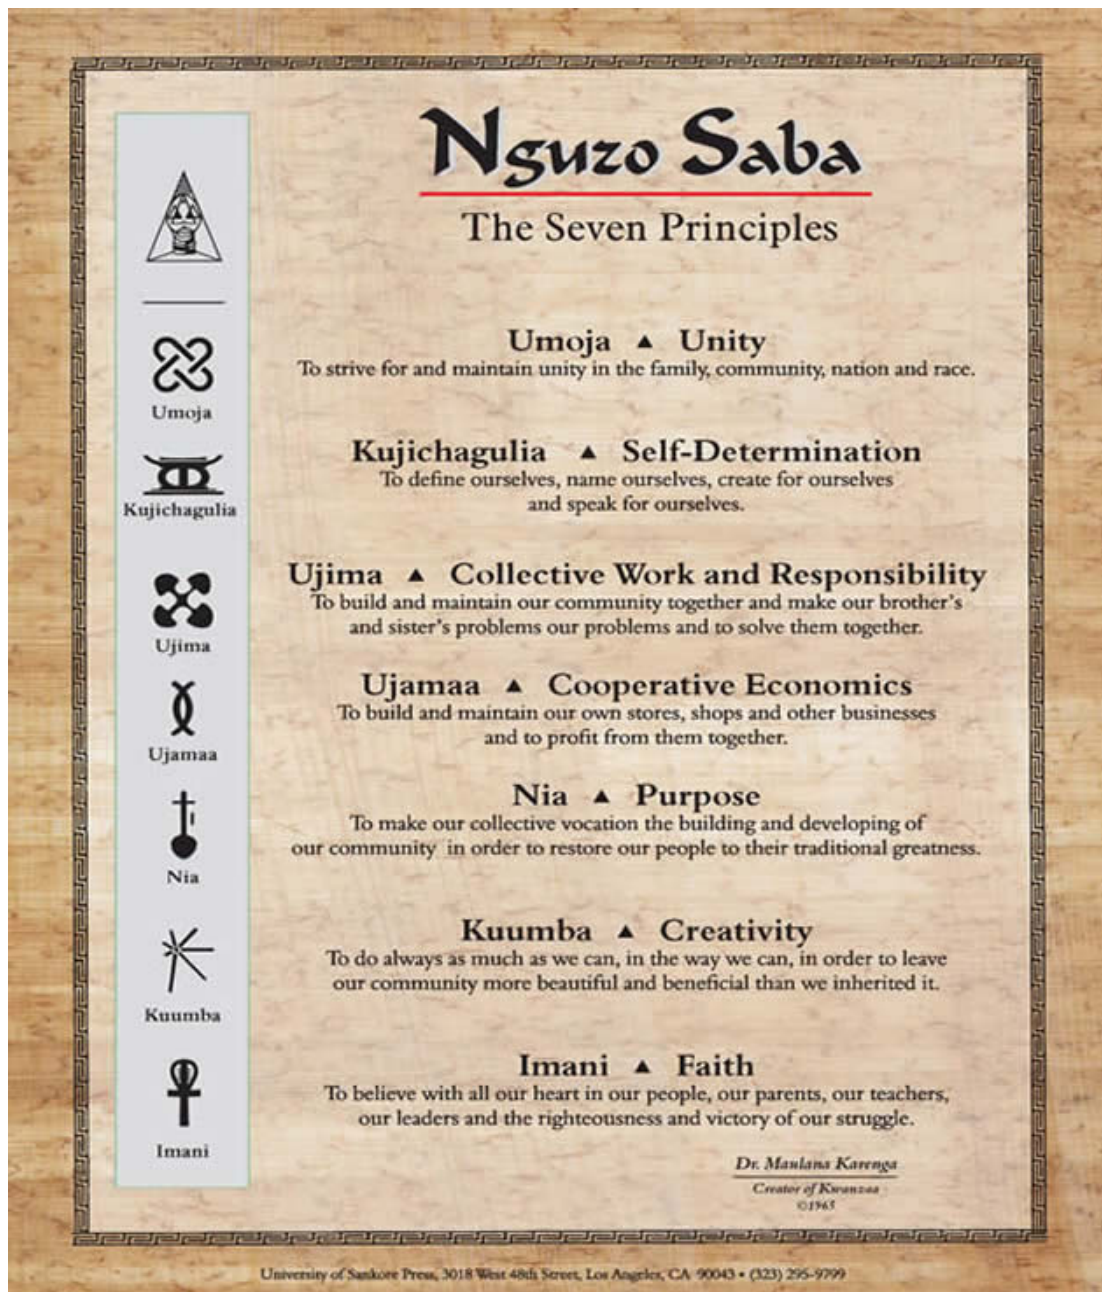 Nguzo Saba
The Seven Principles
Umoja ▲ Unity
To strive for and maintain unity in the family, community, nation and race.
Kujichagulia ▲ Self-Determination
To define ourselves, name ourselves, create for ourselves
and speak for ourselves.
Ujima ▲ Collective Work and Responsibility
To build and maintain our community together and make our brother's
and sister's problems our problems and to solve them together.
Ujamaa ▲ Cooperative Economics
To build and maintain our own stores, shops and other businesses
and to profit from them together.
Nia ▲ Purpose
To make our collective vocation the building and developing of
our community in order to restore our people to their traditional greatness.
Kuumba ▲ Creativity
To do always as much as we can, in the way we can, in order to leave
our community more beautiful and beneficial than we inherited it.
Imani ▲ Faith
To believe with all our heart in our people, our parents, our teachers,
our leaders and the righteousness and victory of our struggle.
Dr. Maulana Karenga
Creator of Kwanzaa
©1965
Umoja
Kujichagulia
Ujima
Ujamaa
Nia
Kuumba
Imani
University of Sankore Press, 3018 West 48th Street, Los Angeles, CA 90043 • (323) 295-9799